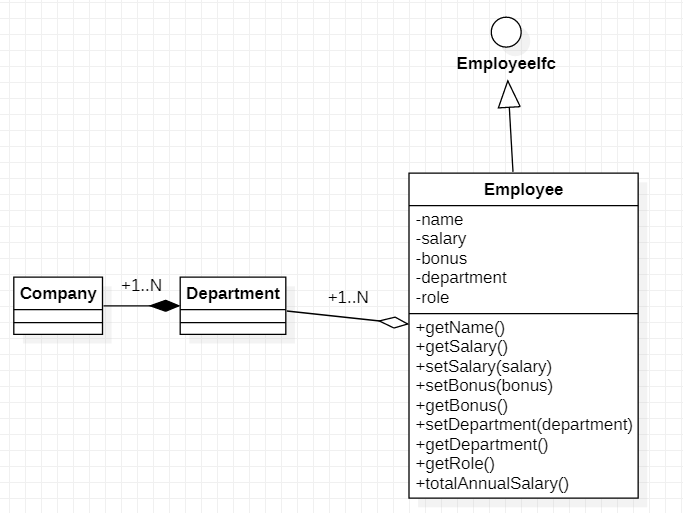 EmployeeIfc
Employee
-name
-salary
-bonus
-department
-role
+getName()
+getSalary()
+setSalary(salary)
+setBonus(bonus)
+getBonus()
+setDepartment(department)
+getDepartment()
+getRole()
+totalAnnualSalary()
Company
+1..N
Department
+1..N